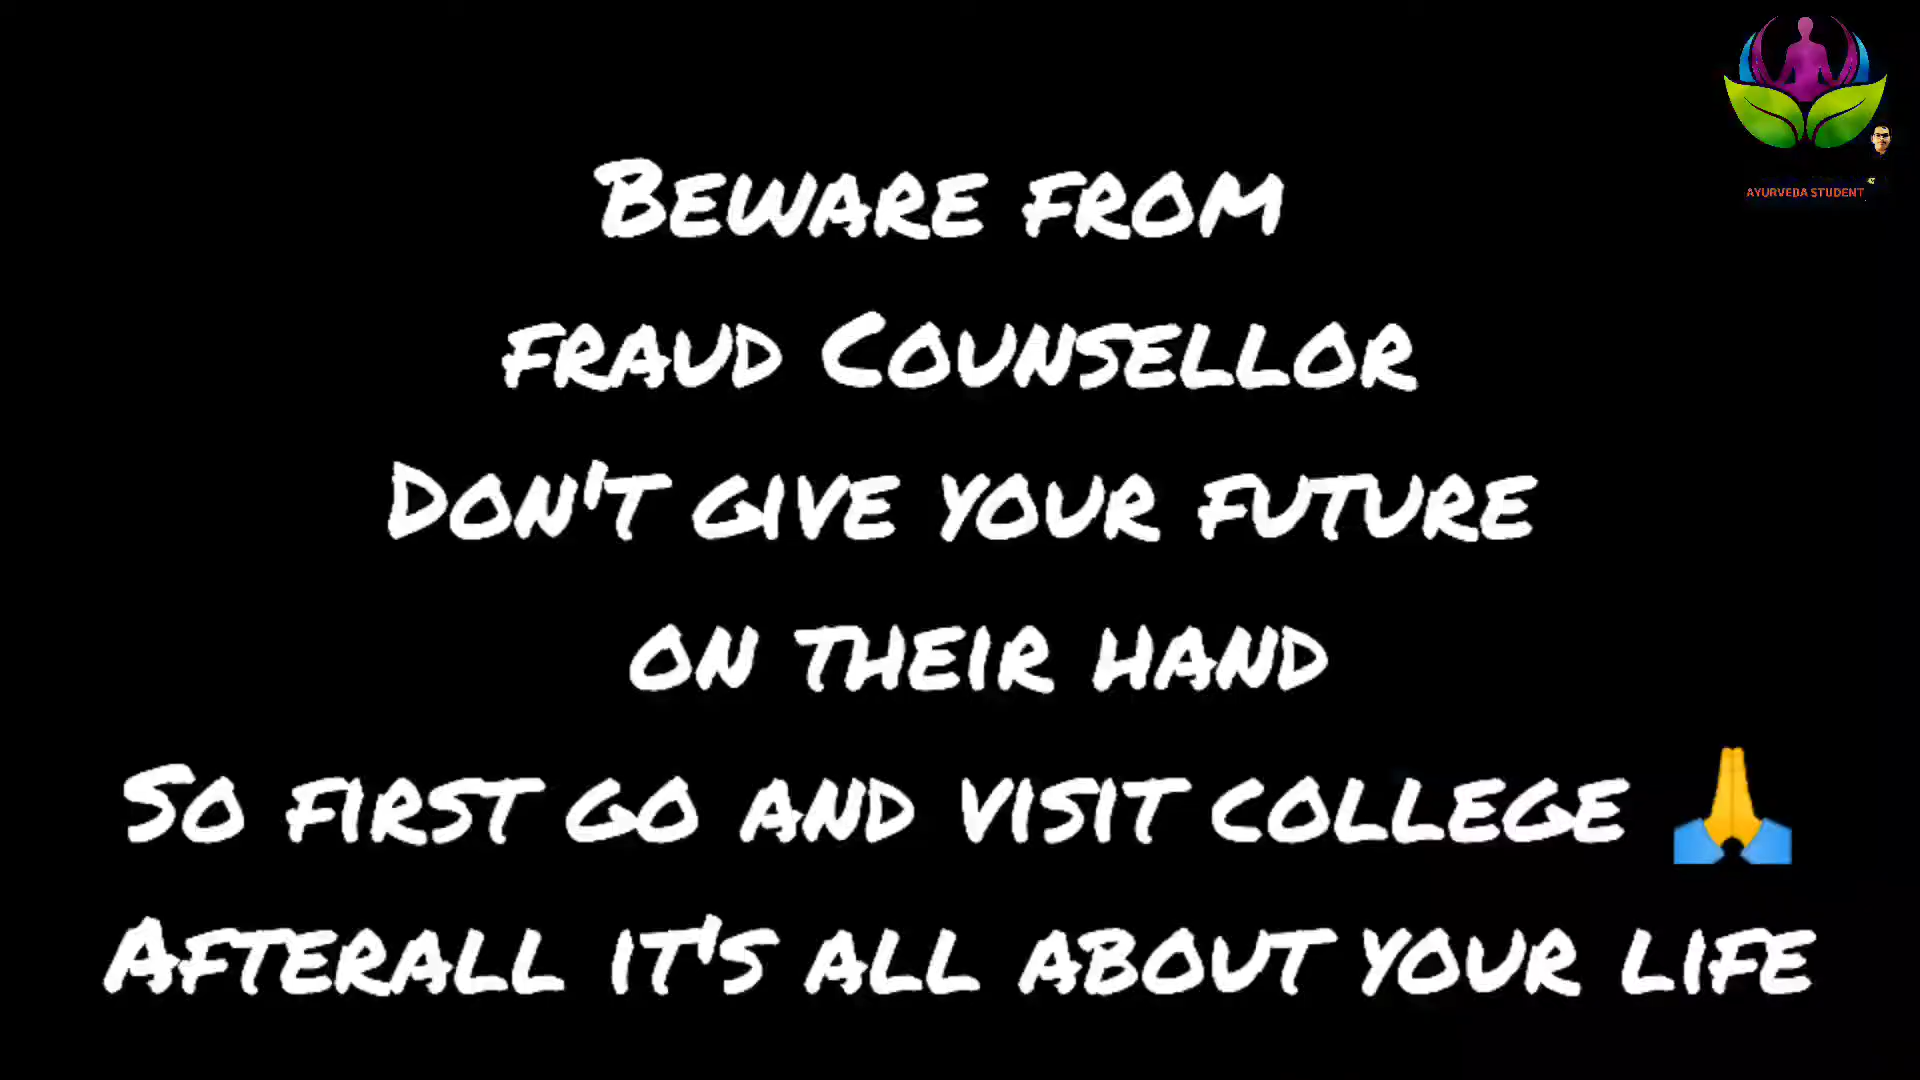 AYURVEDA STUDENT
Beware from
fraud Counsellor
Don't give your future
on their hand
So first go and visit college 🙏
Afterall it's all about your life